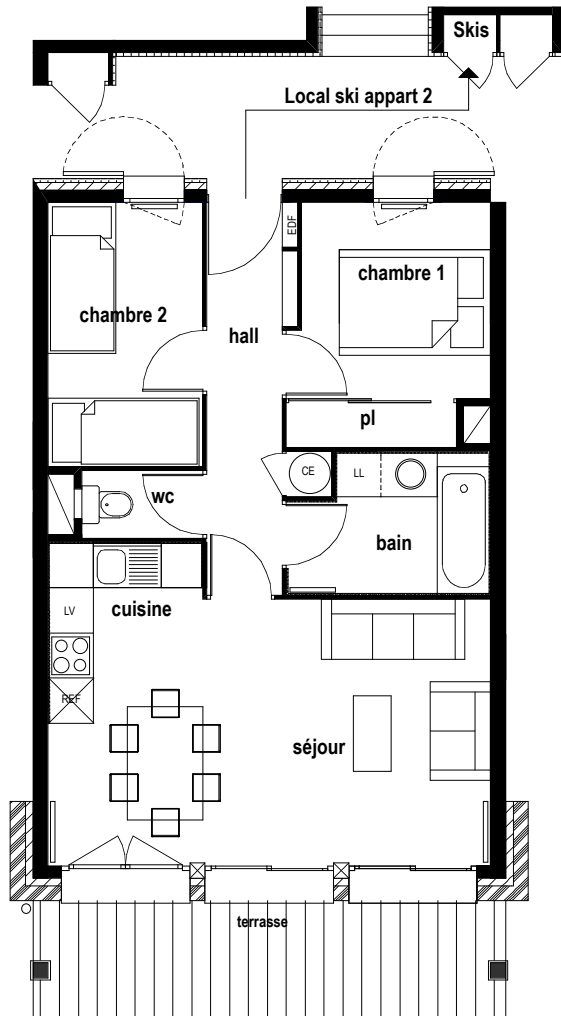 Skis
Local ski appart 2
EDF
chambre 1
chambre 2
hall
pl
CE
LL
wc
bain
cuisine
LV
REF
séjour
terrasse